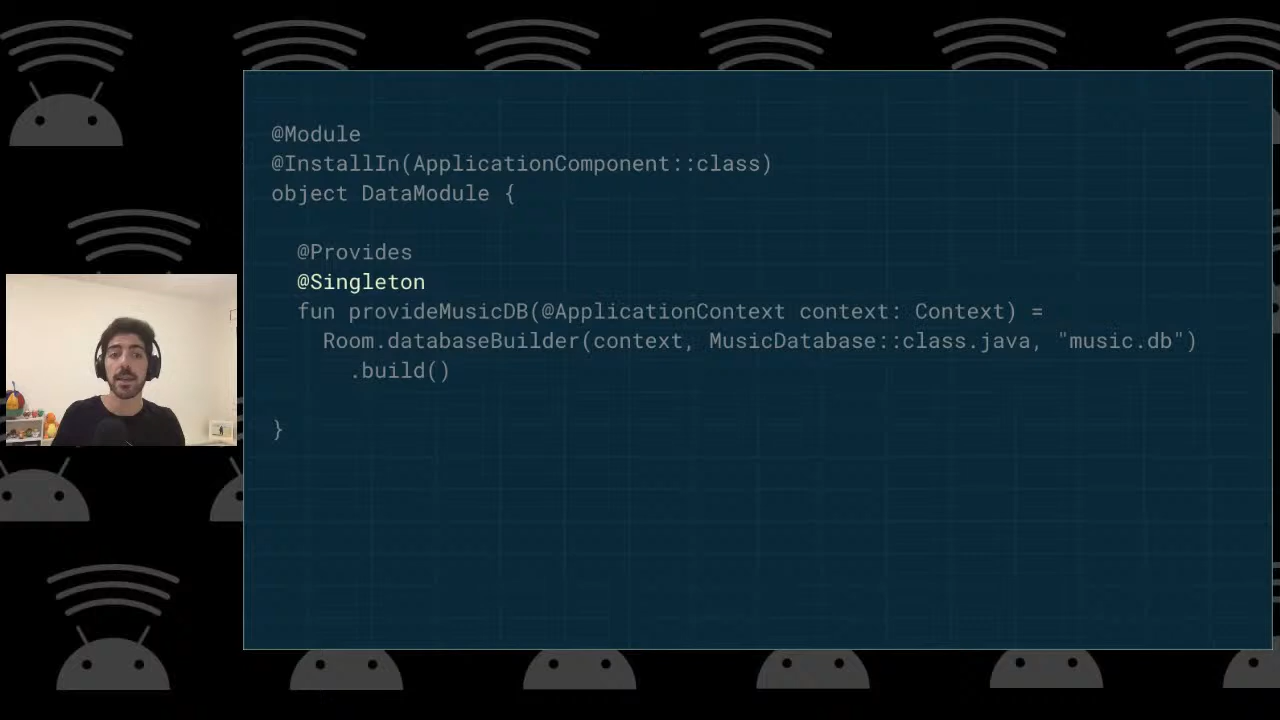 @Module
@InstallIn(ApplicationComponent::class)
object DataModule {
@Provides
@Singleton
fun provideMusicDB(@ApplicationContext context: Context) =
Room.databaseBuilder(context, MusicDatabase::class.java, "music.db")
.build()
}